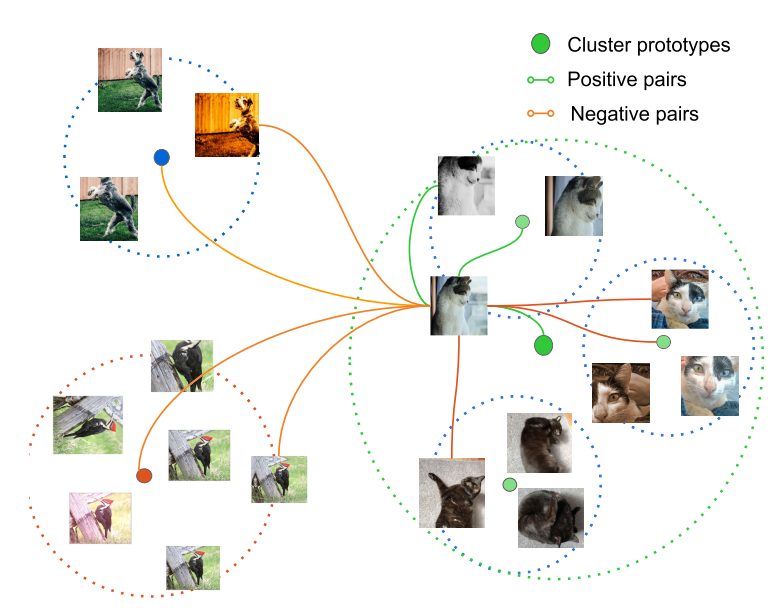 Cluster prototypes
Positive pairs
Negative pairs